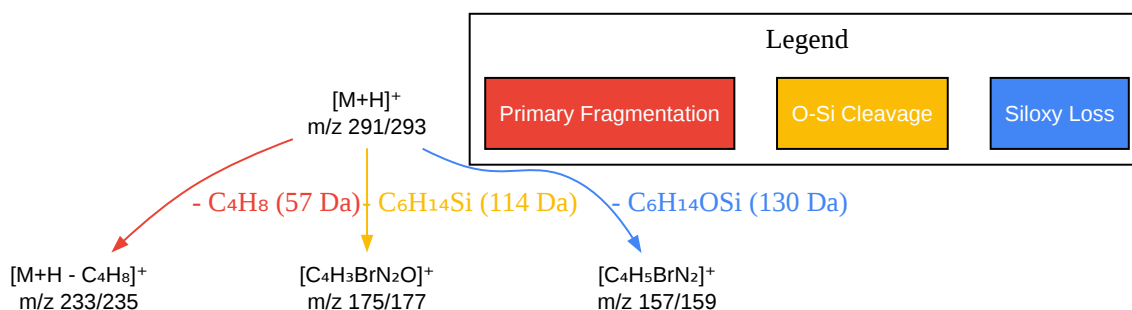 Legend
Primary Fragmentation
O-Si Cleavage
Siloxy Loss
[M+H]⁺
m/z 291/293
- C₄H₈ (57 Da)
- C₆H₁₄Si (114 Da)
- C₆H₁₄OSi (130 Da)
[M+H - C₄H₈]⁺
m/z 233/235
[C₄H₃BrN₂O]⁺
m/z 175/177
[C₄H₅BrN₂]⁺
m/z 157/159